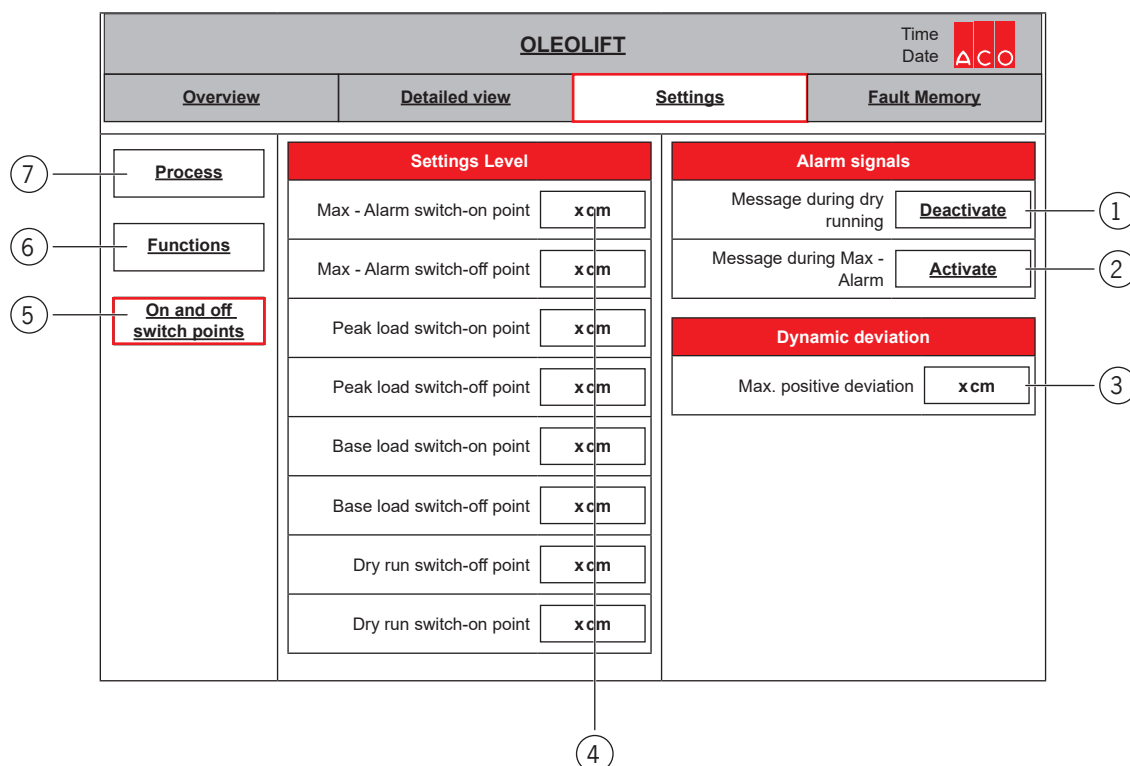 OLEOLIFT
Time
Date
ACO
Overview
Detailed view
Settings
Fault Memory
7
Process
6
Functions
5
On and off
switch points
Settings Level
Max - Alarm switch-on point
x cm
Max - Alarm switch-off point
x cm
Peak load switch-on point
x cm
Peak load switch-off point
x cm
Base load switch-on point
x cm
Base load switch-off point
x cm
Dry run switch-off point
x cm
Dry run switch-on point
x cm
4
Alarm signals
Message during dry
running
Deactivate
1
Message during Max -
Alarm
Activate
2
Dynamic deviation
Max. positive deviation
x cm
3